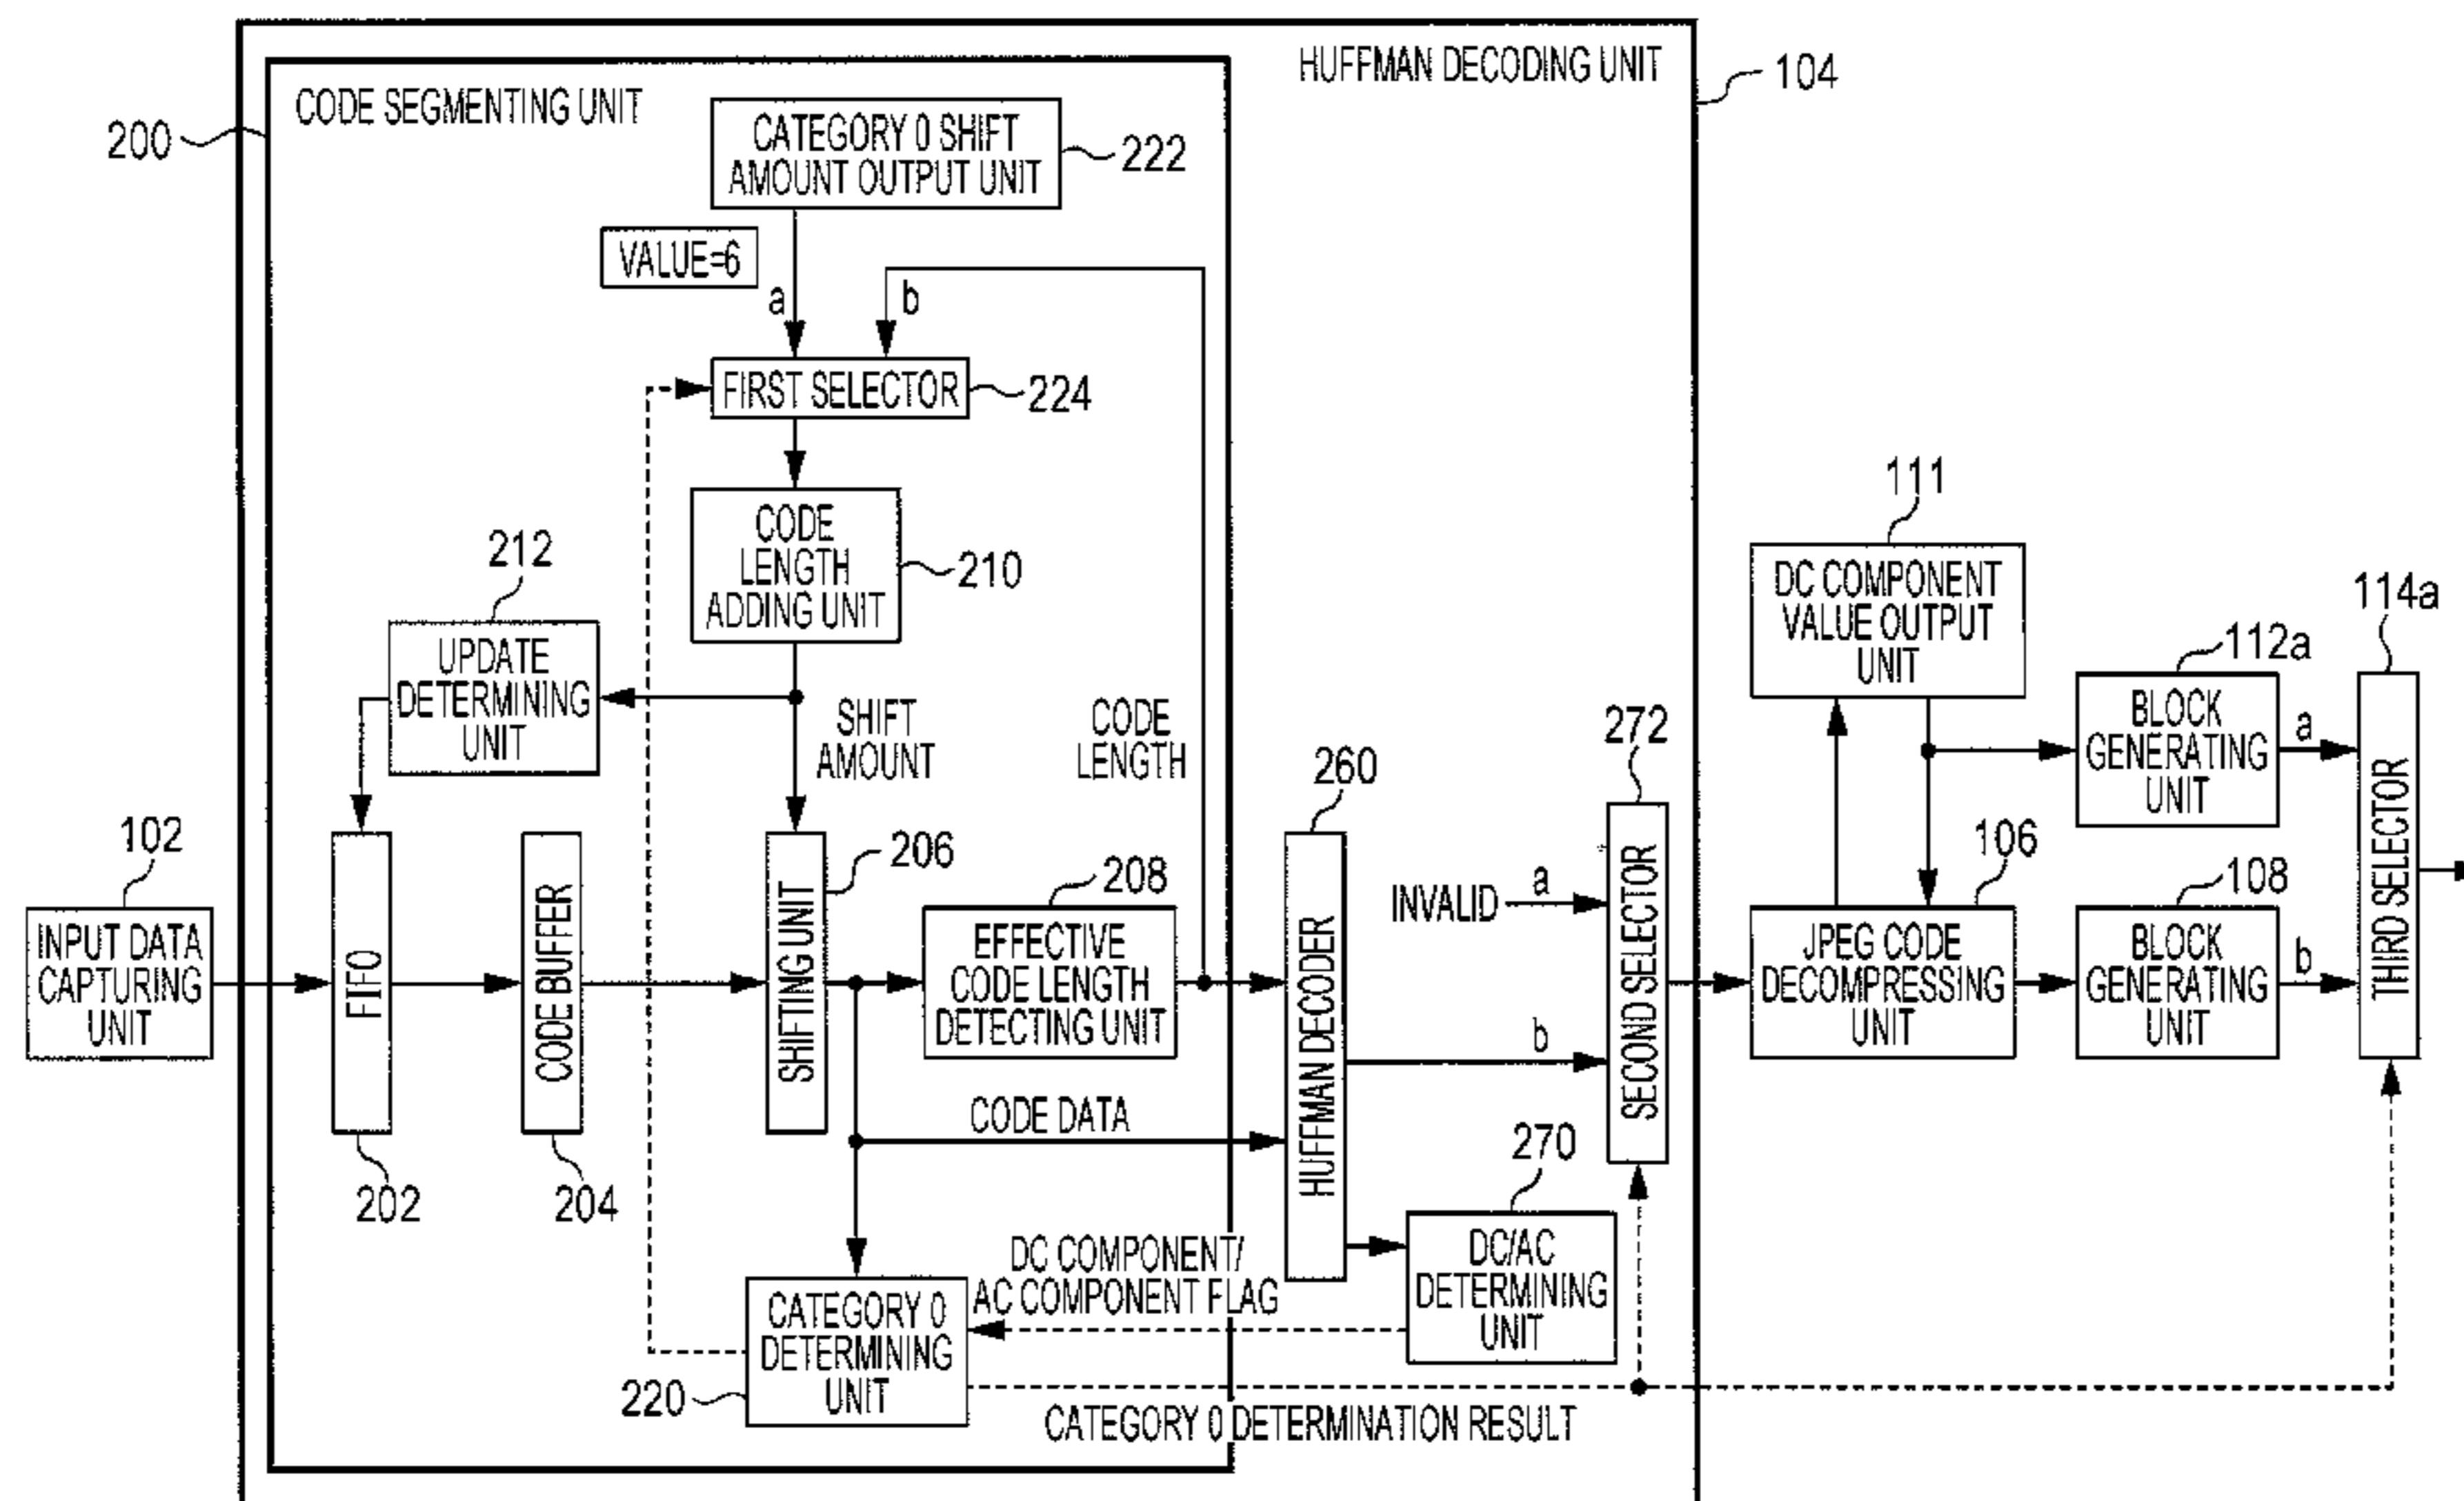 HUFFMAN DECODING UNIT
104
CODE SEGMENTING UNIT
200
CATEGORY 0 SHIFT
AMOUNT OUTPUT UNIT
222
VALUE=6
a
b
FIRST SELECTOR
224
CODE
LENGTH
ADDING UNIT
210
212
UPDATE
DETERMINING
UNIT
SHIFT
AMOUNT
CODE
LENGTH
111
DC COMPONENT
VALUE OUTPUT
UNIT
112a
BLOCK
GENERATING
UNIT
a
114a
THIRD SELECTOR
102
INPUT DATA
CAPTURING
UNIT
FIFO
202
CODE BUFFER
204
SHIFTING UNIT
206
208
EFFECTIVE
CODE LENGTH
DETECTING UNIT
CODE DATA
260
HUFFMAN DECODER
INVALID
a
b
272
SECOND SELECTOR
106
JPEG CODE
DECOMPRESSING
UNIT
108
BLOCK
GENERATING
UNIT
b
270
DC/AC
DETERMINING
UNIT
DC COMPONENT/
AC COMPONENT FLAG
CATEGORY 0
DETERMINING
UNIT
220
CATEGORY 0 DETERMINATION RESULT